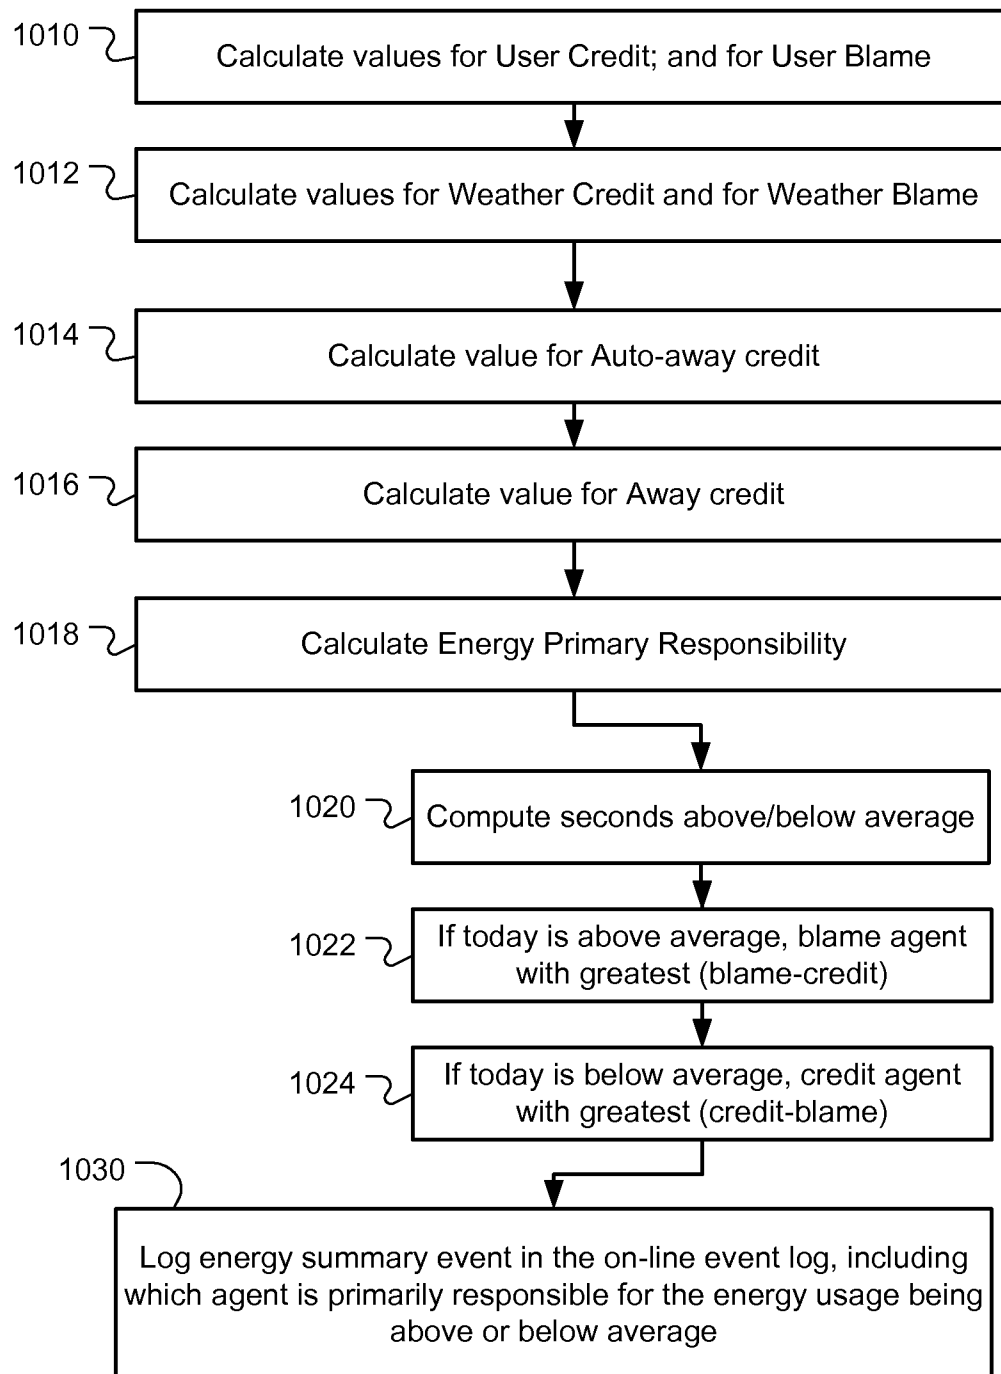 1010
Calculate values for User Credit; and for User Blame
1012
Calculate values for Weather Credit and for Weather Blame
1014
Calculate value for Auto-away credit
1016
Calculate value for Away credit
1018
Calculate Energy Primary Responsibility
1020
Compute seconds above/below average
1022
If today is above average, blame agent
with greatest (blame-credit)
1024
If today is below average, credit agent
with greatest (credit-blame)
1030
Log energy summary event in the on-line event log, including
which agent is primarily responsible for the energy usage being
above or below average